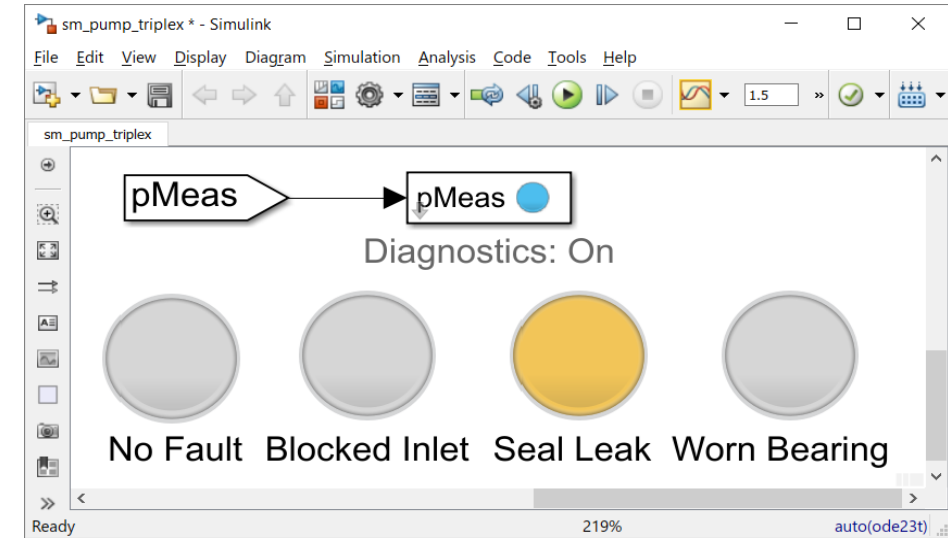 sm_pump_triplex * - Simulink
File Edit View Display Diagram Simulation Analysis Code Tools Help
1.5 »
sm_pump_triplex
pMeas pMeas
Diagnostics: On
No Fault Blocked Inlet Seal Leak Worn Bearing
Ready 219% auto(ode23t)